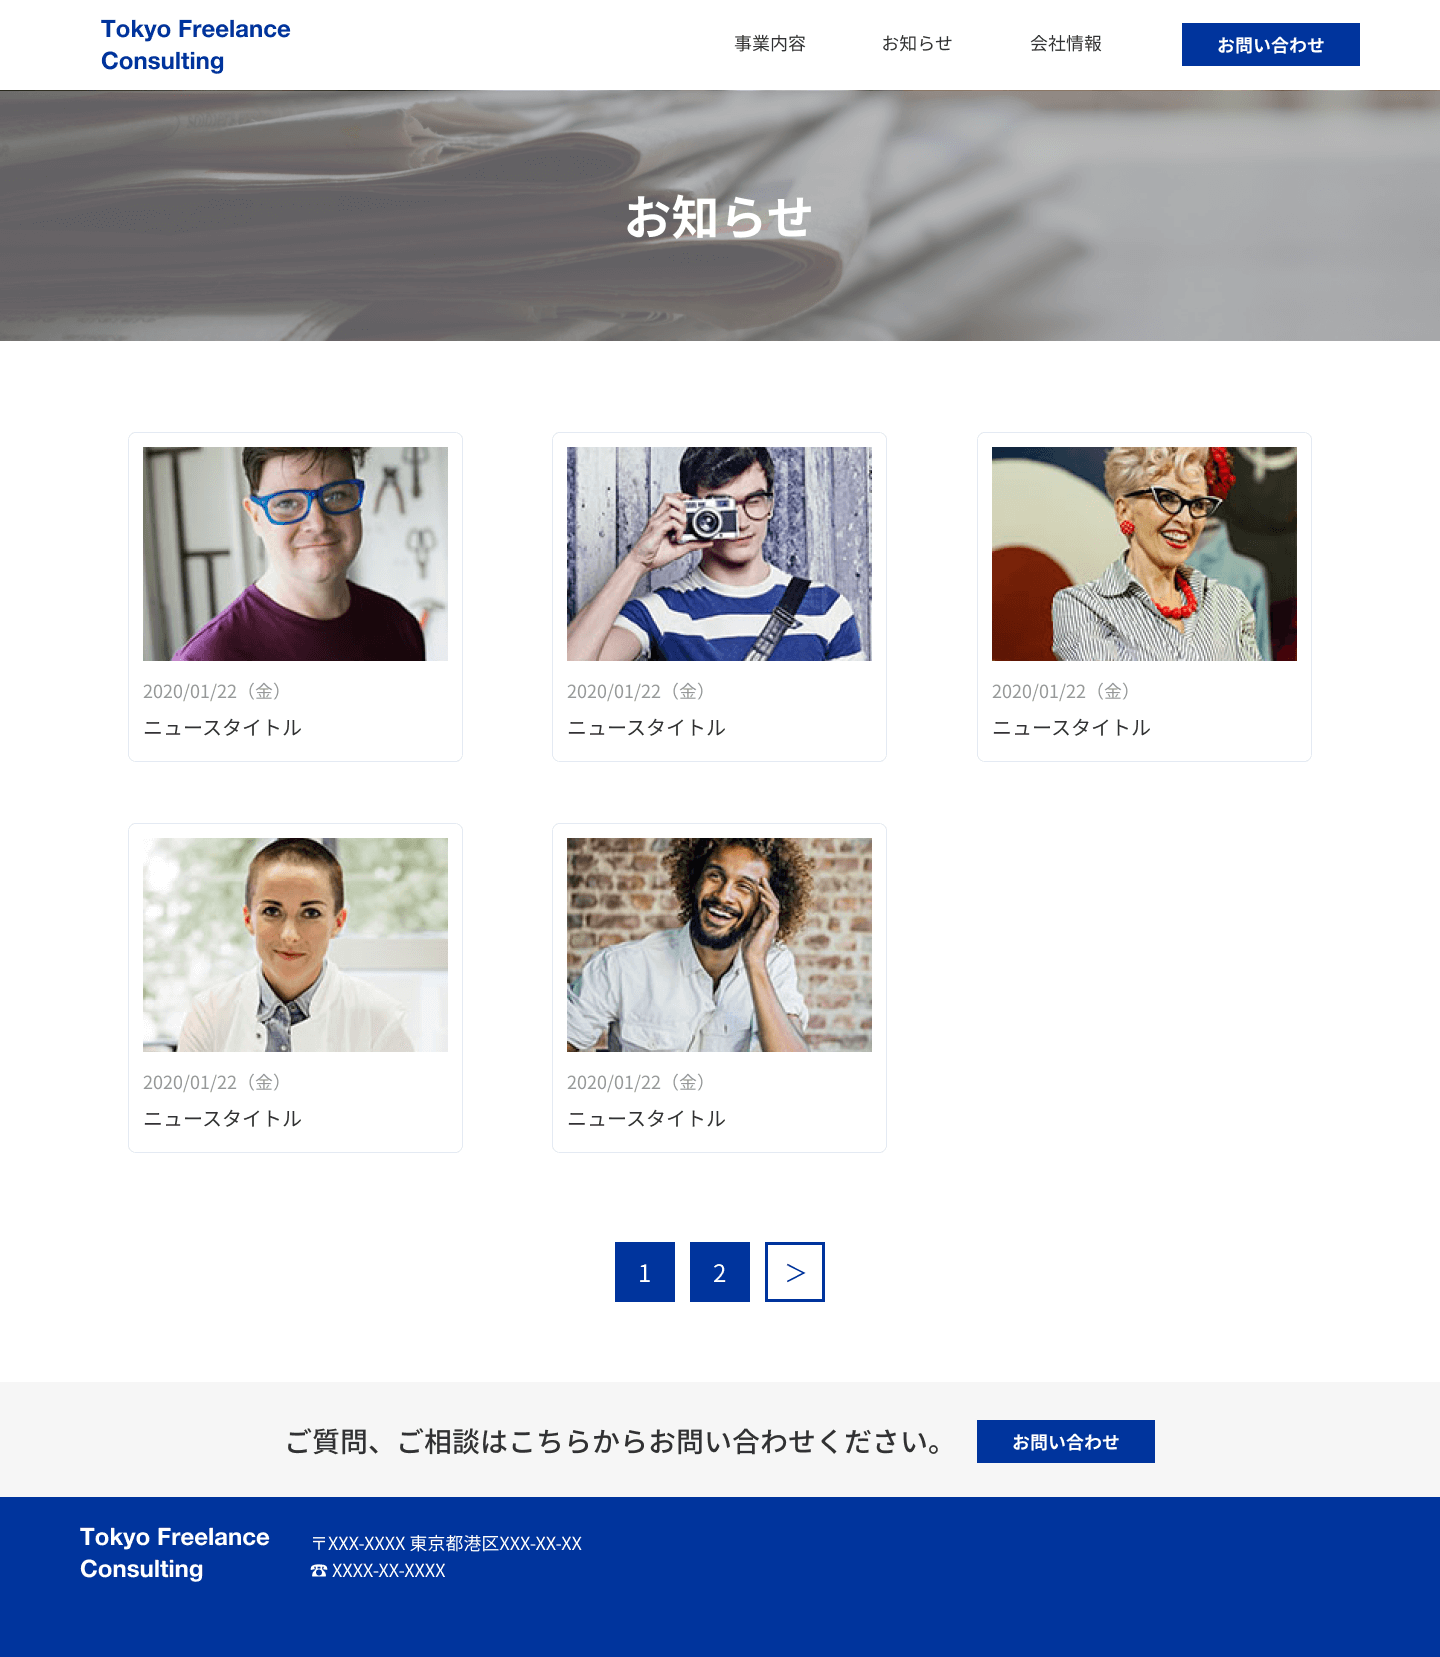 Tokyo Freelance
Consulting
事業内容
お知らせ
会社情報
お問い合わせ
お知らせ
2020/01/22（金）
ニュースタイトル
2020/01/22（金）
ニュースタイトル
2020/01/22（金）
ニュースタイトル
2020/01/22（金）
ニュースタイトル
2020/01/22（金）
ニュースタイトル
1
2
＞
ご質問、ご相談はこちらからお問い合わせください。
お問い合わせ
Tokyo Freelance
Consulting
〒XXX-XXXX 東京都港区XXX-XX-XX
☎ XXXX-XX-XXXX